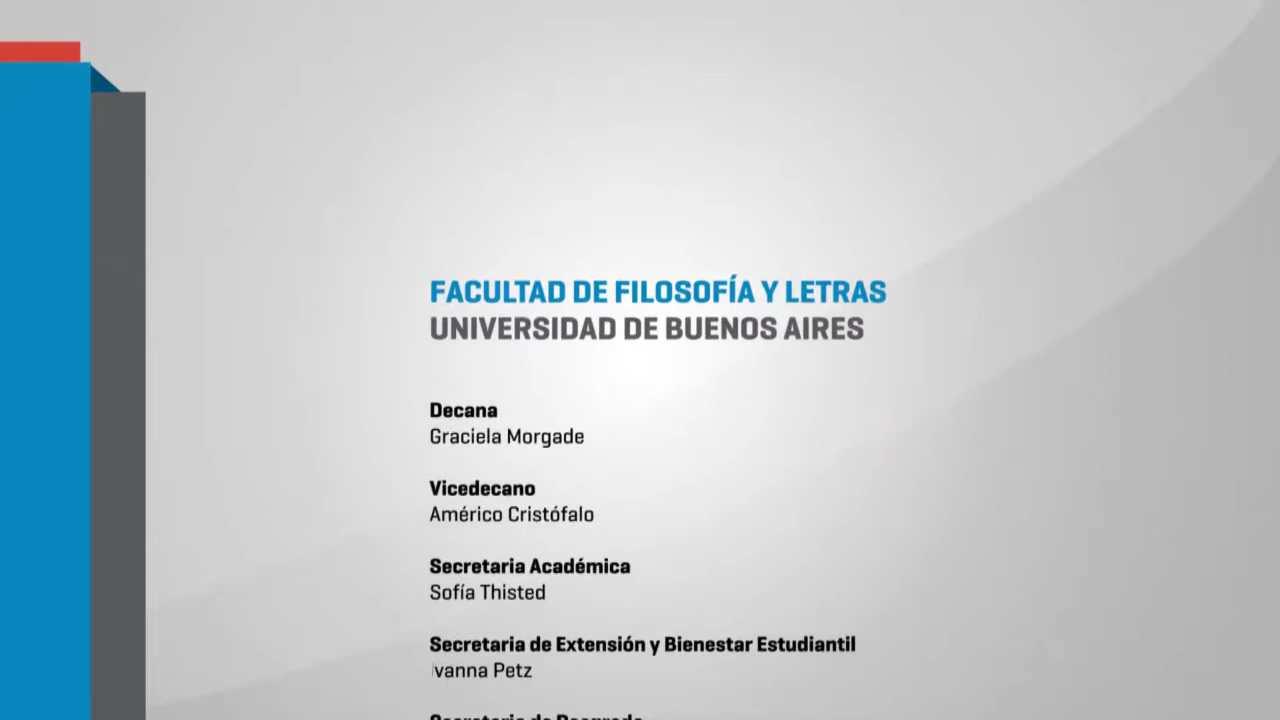 FACULTAD DE FILOSOFÍA Y LETRAS
UNIVERSIDAD DE BUENOS AIRES
Decana
Graciela Morgade
Vicedecano
Américo Cristófalo
Secretaria Académica
Sofía Thisted
Secretaria de Extensión y Bienestar Estudiantil
Ivanna Petz